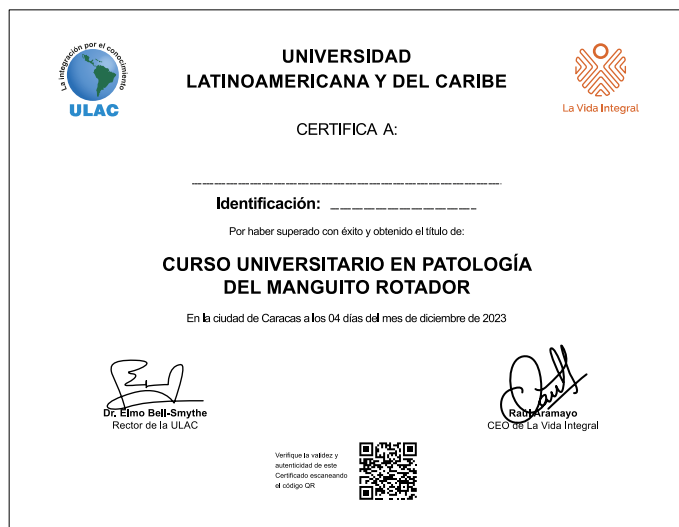 La integración por el conocimiento
ULAC
UNIVERSIDAD
LATINOAMERICANA Y DEL CARIBE
La Vida Integral
CERTIFICA A:
Identificación:
Por haber superado con éxito y obtenido el título de:
CURSO UNIVERSITARIO EN PATOLOGÍA
DEL MANGUITO ROTADOR
En la ciudad de Caracas a los 04 días del mes de diciembre de 2023
Dr. Elmo Bell-Smythe
Rector de la ULAC
Raúl Aramayo
CEO de La Vida Integral
Verifique la validez y
autenticidad de este
Certificado escaneando
el código QR